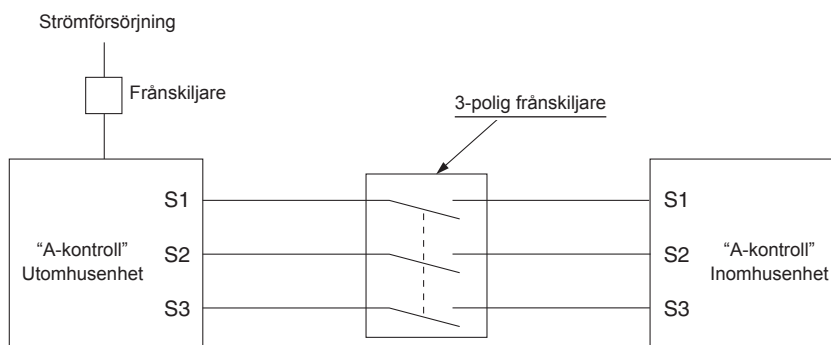 Strömförsörjning
Frånskiljare
3-polig frånskiljare
S1
S1
“A-kontroll”
Utomhusenhet
S2
S2
“A-kontroll”
Inomhusenhet
S3
S3